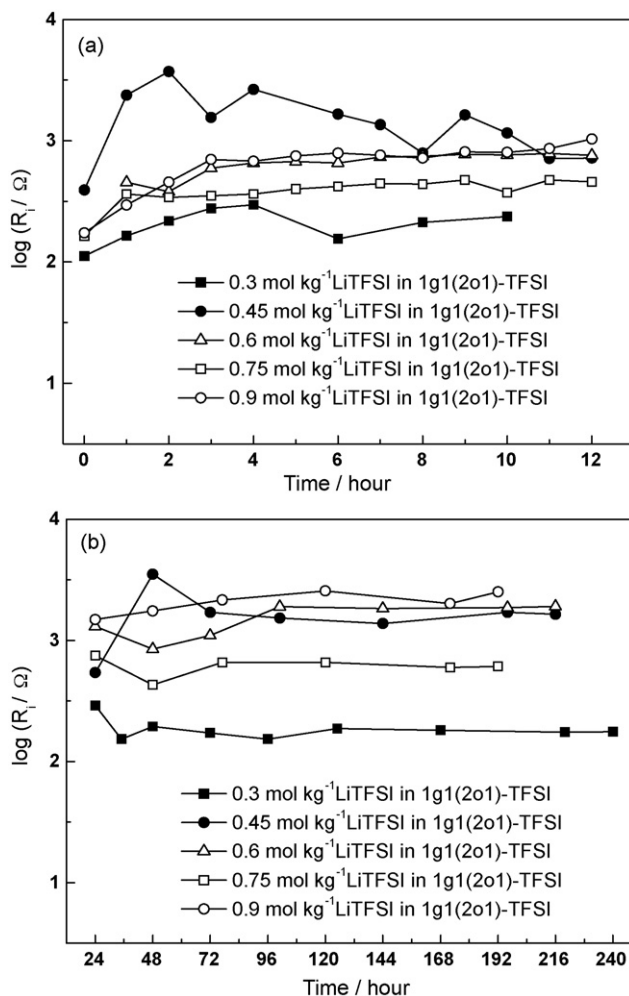 (a)
4
3
2
1
log (Rᵢ / Ω)
0.3 mol kg⁻¹LiTFSI in 1g1(2o1)-TFSI
0.45 mol kg⁻¹LiTFSI in 1g1(2o1)-TFSI
0.6 mol kg⁻¹LiTFSI in 1g1(2o1)-TFSI
0.75 mol kg⁻¹LiTFSI in 1g1(2o1)-TFSI
0.9 mol kg⁻¹LiTFSI in 1g1(2o1)-TFSI
0 2 4 6 8 10 12
Time / hour
(b)
4
3
2
1
log (Rᵢ / Ω)
0.3 mol kg⁻¹LiTFSI in 1g1(2o1)-TFSI
0.45 mol kg⁻¹LiTFSI in 1g1(2o1)-TFSI
0.6 mol kg⁻¹LiTFSI in 1g1(2o1)-TFSI
0.75 mol kg⁻¹LiTFSI in 1g1(2o1)-TFSI
0.9 mol kg⁻¹LiTFSI in 1g1(2o1)-TFSI
24 48 72 96 120 144 168 192 216 240
Time / hour